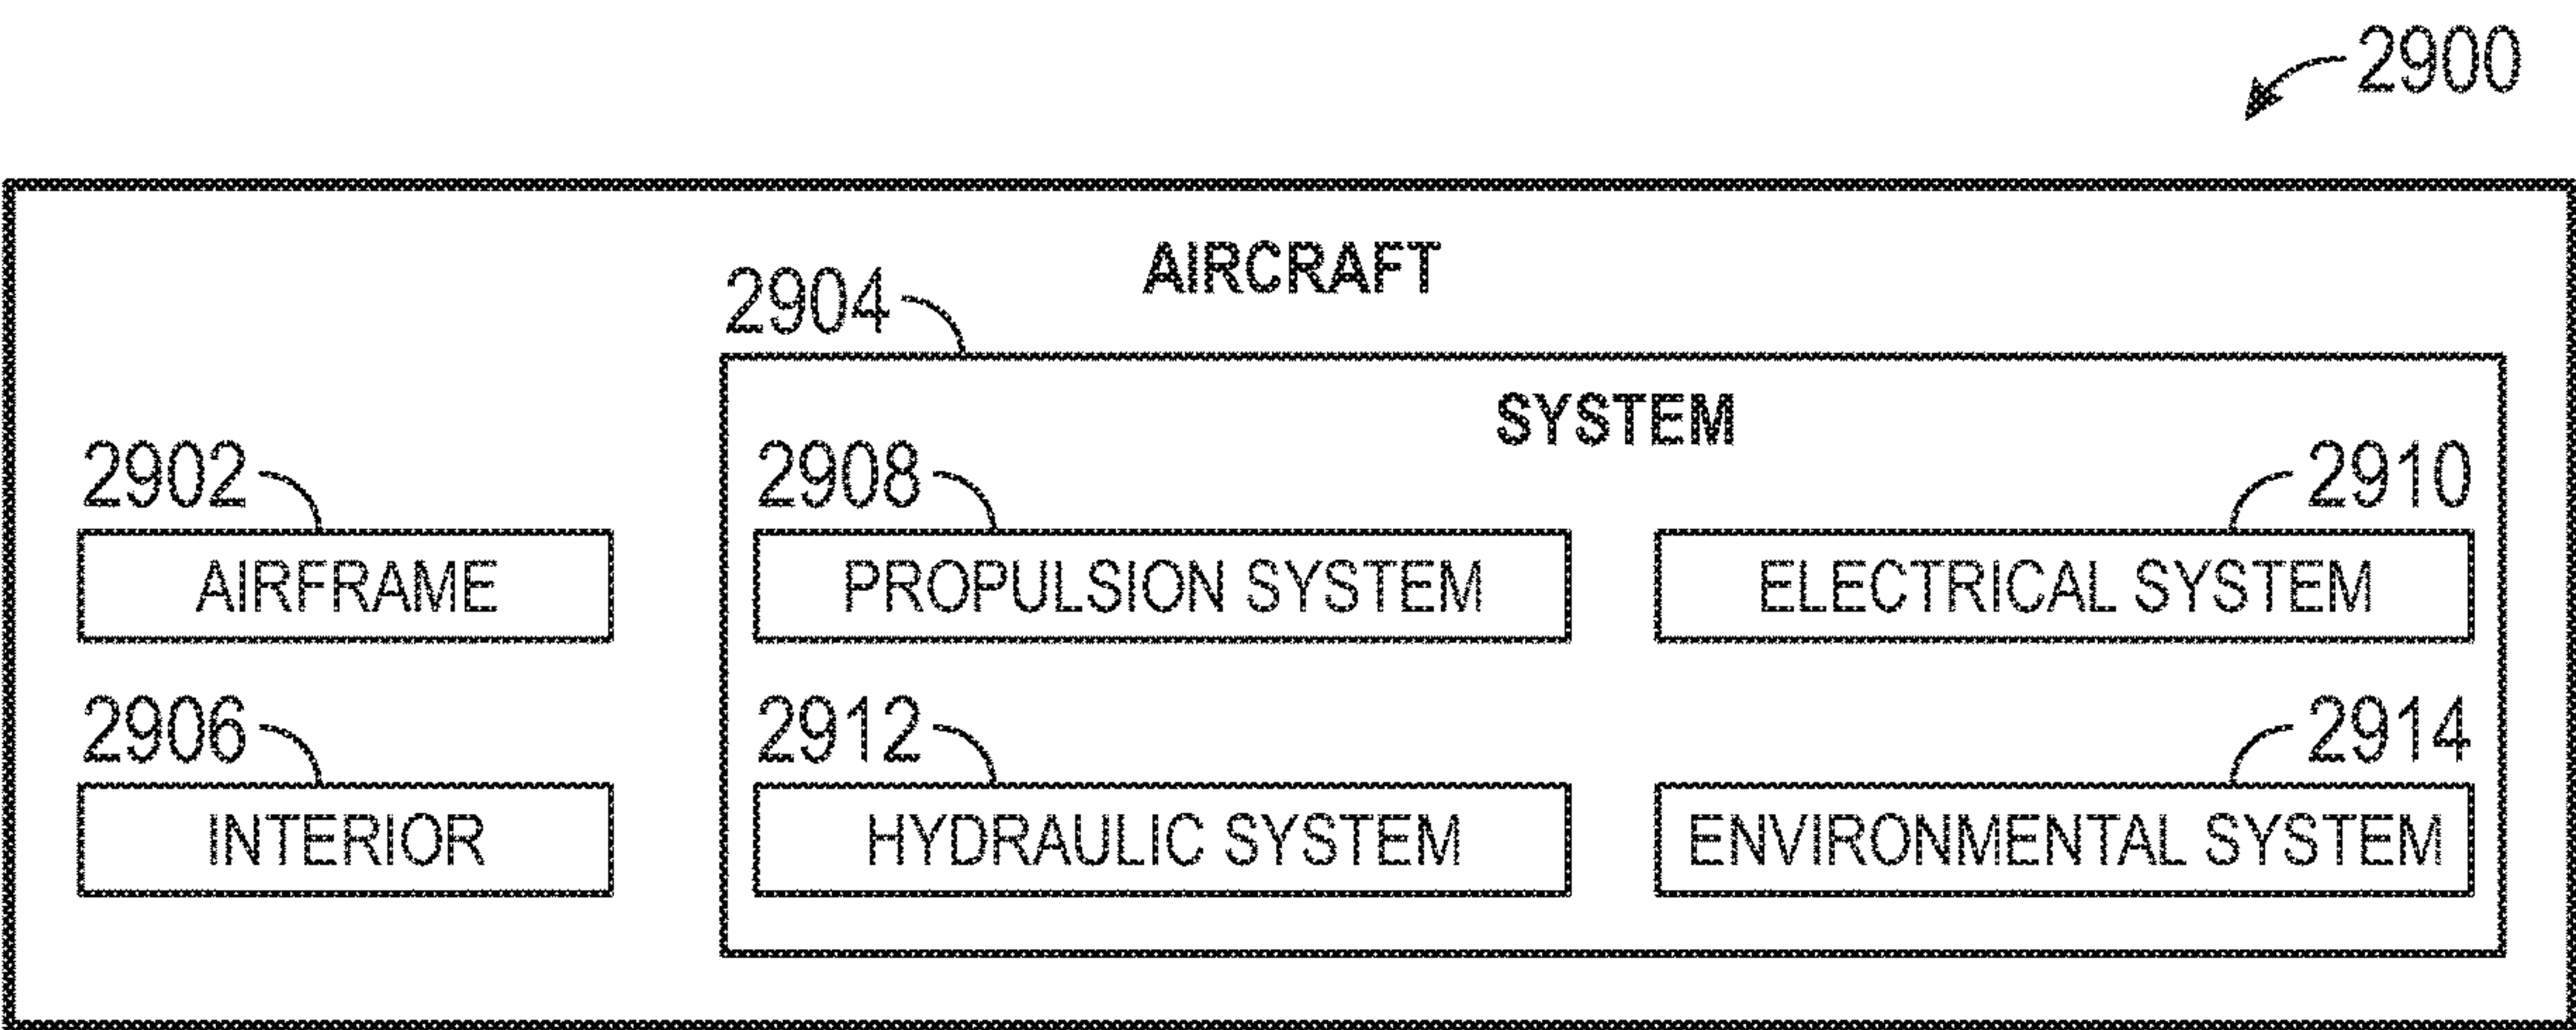 2900
AIRCRAFT
2904
SYSTEM
2902
2908
2910
AIRFRAME
PROPULSION SYSTEM
ELECTRICAL SYSTEM
2906
2912
2914
INTERIOR
HYDRAULIC SYSTEM
ENVIRONMENTAL SYSTEM